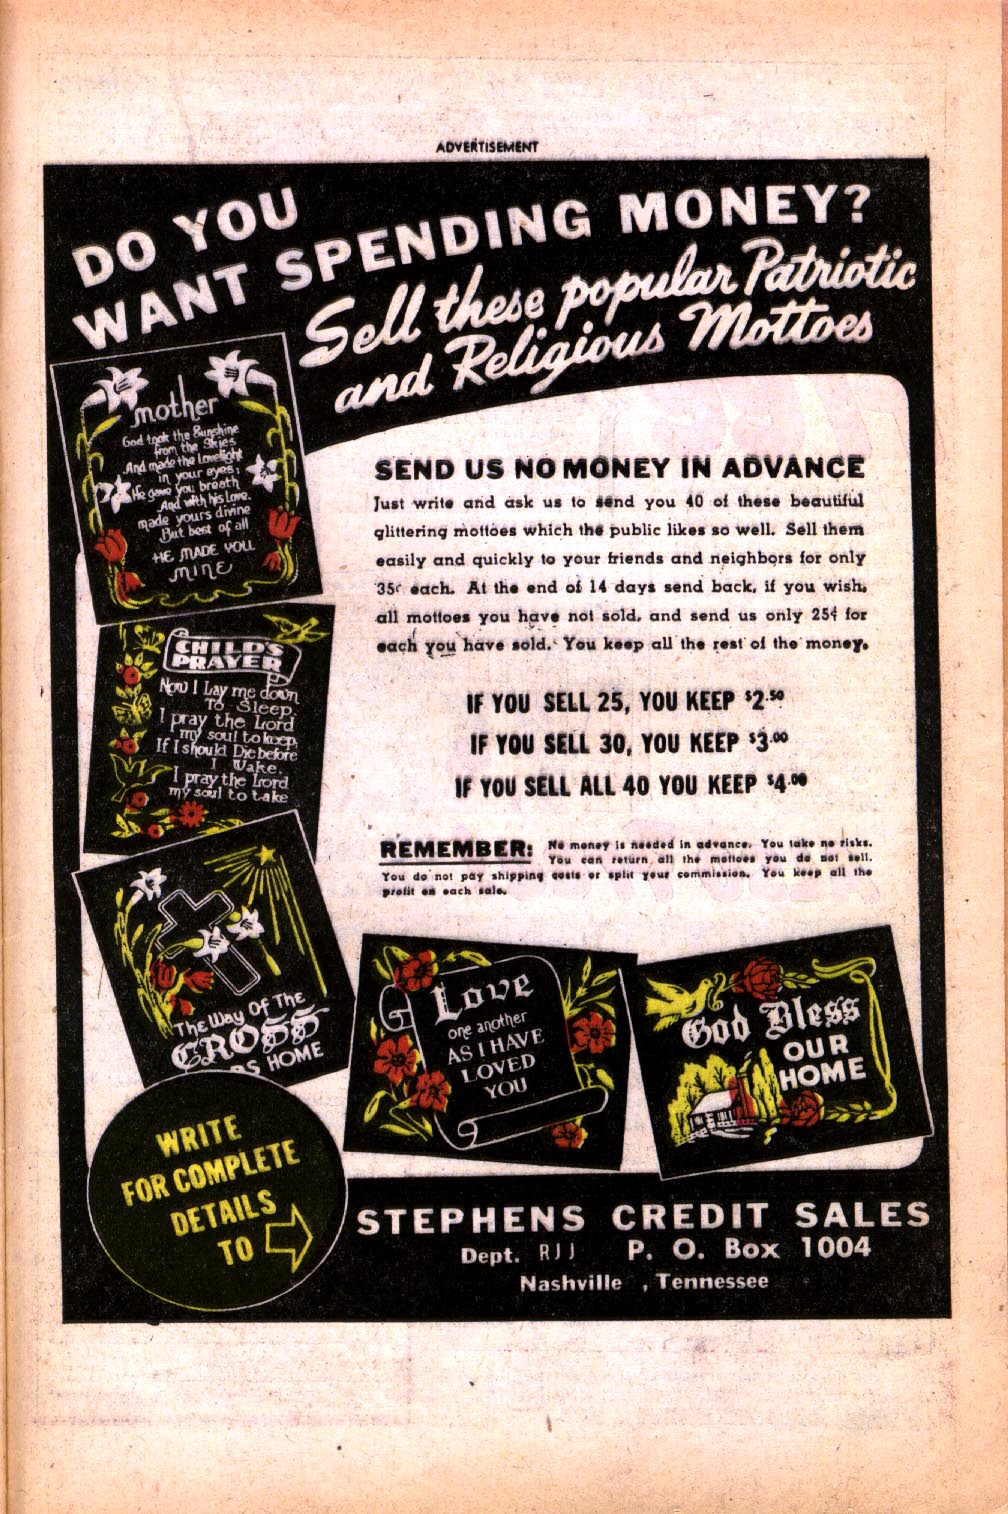 ADVERTISEMENT
DO YOU
WANT SPENDING MONEY?
Sell these popular Patriotic
and Religious Mottoes
mother
God took the Sunshine
from the Skies
And made the Lovelight
in your eyes;
He gave you breath
And with his Love.
made yours divine
But best of all
HE MADE YOU
MINE
CHILD'S
PRAYER
Now I Lay me down
To Sleep,
I pray the Lord
my soul to keep,
If I should Die before
I Wake,
I pray the Lord
my soul to take
The Way Of The
CROSS
HOME
SEND US NO MONEY IN ADVANCE
Just write and ask us to send you 40 of these beautiful
glittering mottoes which the public likes so well. Sell them
easily and quickly to your friends and neighbors for only
35¢ each. At the end of 14 days send back, if you wish,
all mottoes you have not sold, and send us only 25¢ for
each you have sold. You keep all the rest of the money.
IF YOU SELL 25, YOU KEEP $2.50
IF YOU SELL 30, YOU KEEP $3.00
IF YOU SELL ALL 40 YOU KEEP $4.00
REMEMBER: No money is needed in advance. You take no risks.
You can return all the mottoes you do not sell.
You do not pay shipping costs or split your commission. You keep all the
profit on each sale.
Love
one another
AS I HAVE
LOVED
YOU
God Bless
OUR
HOME
WRITE
FOR COMPLETE
DETAILS
TO
STEPHENS CREDIT SALES
Dept. RJJ P. O. Box 1004
Nashville , Tennessee